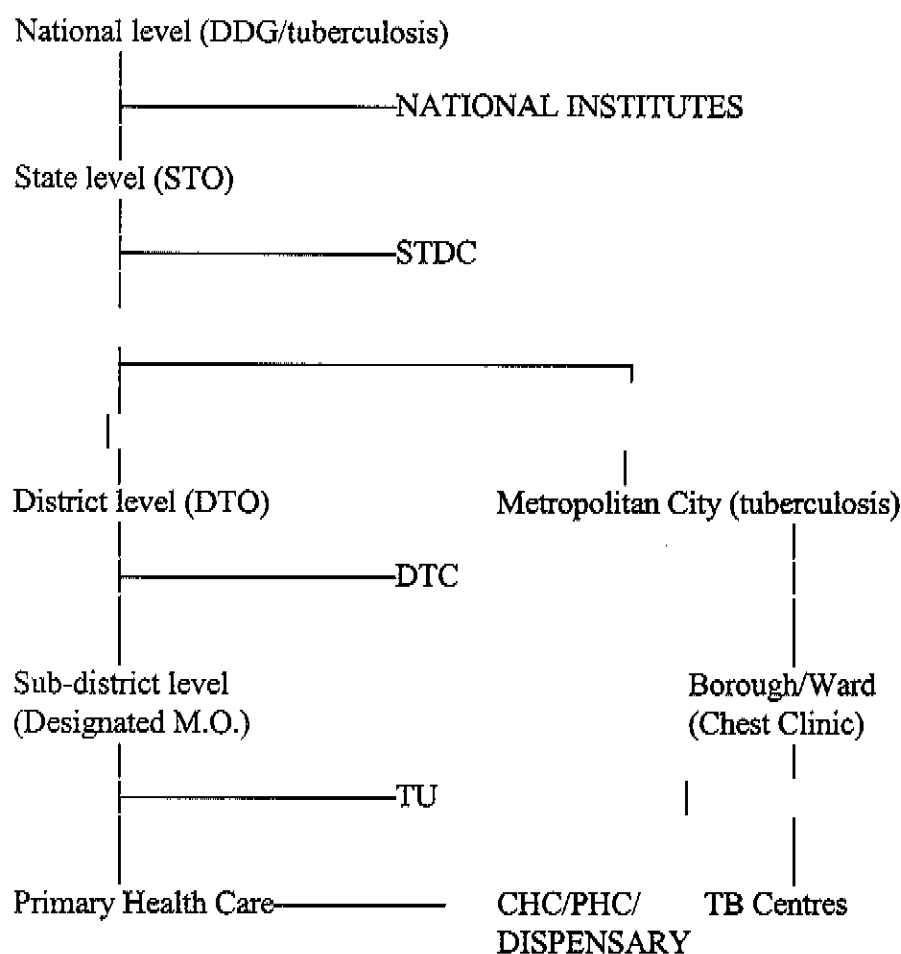 National level (DDG/tuberculosis)
NATIONAL INSTITUTES
State level (STO)
STDC
District level (DTO)
Metropolitan City (tuberculosis)
DTC
Sub-district level
(Designated M.O.)
Borough/Ward
(Chest Clinic)
TU
Primary Health Care
CHC/PHC/
DISPENSARY
TB Centres